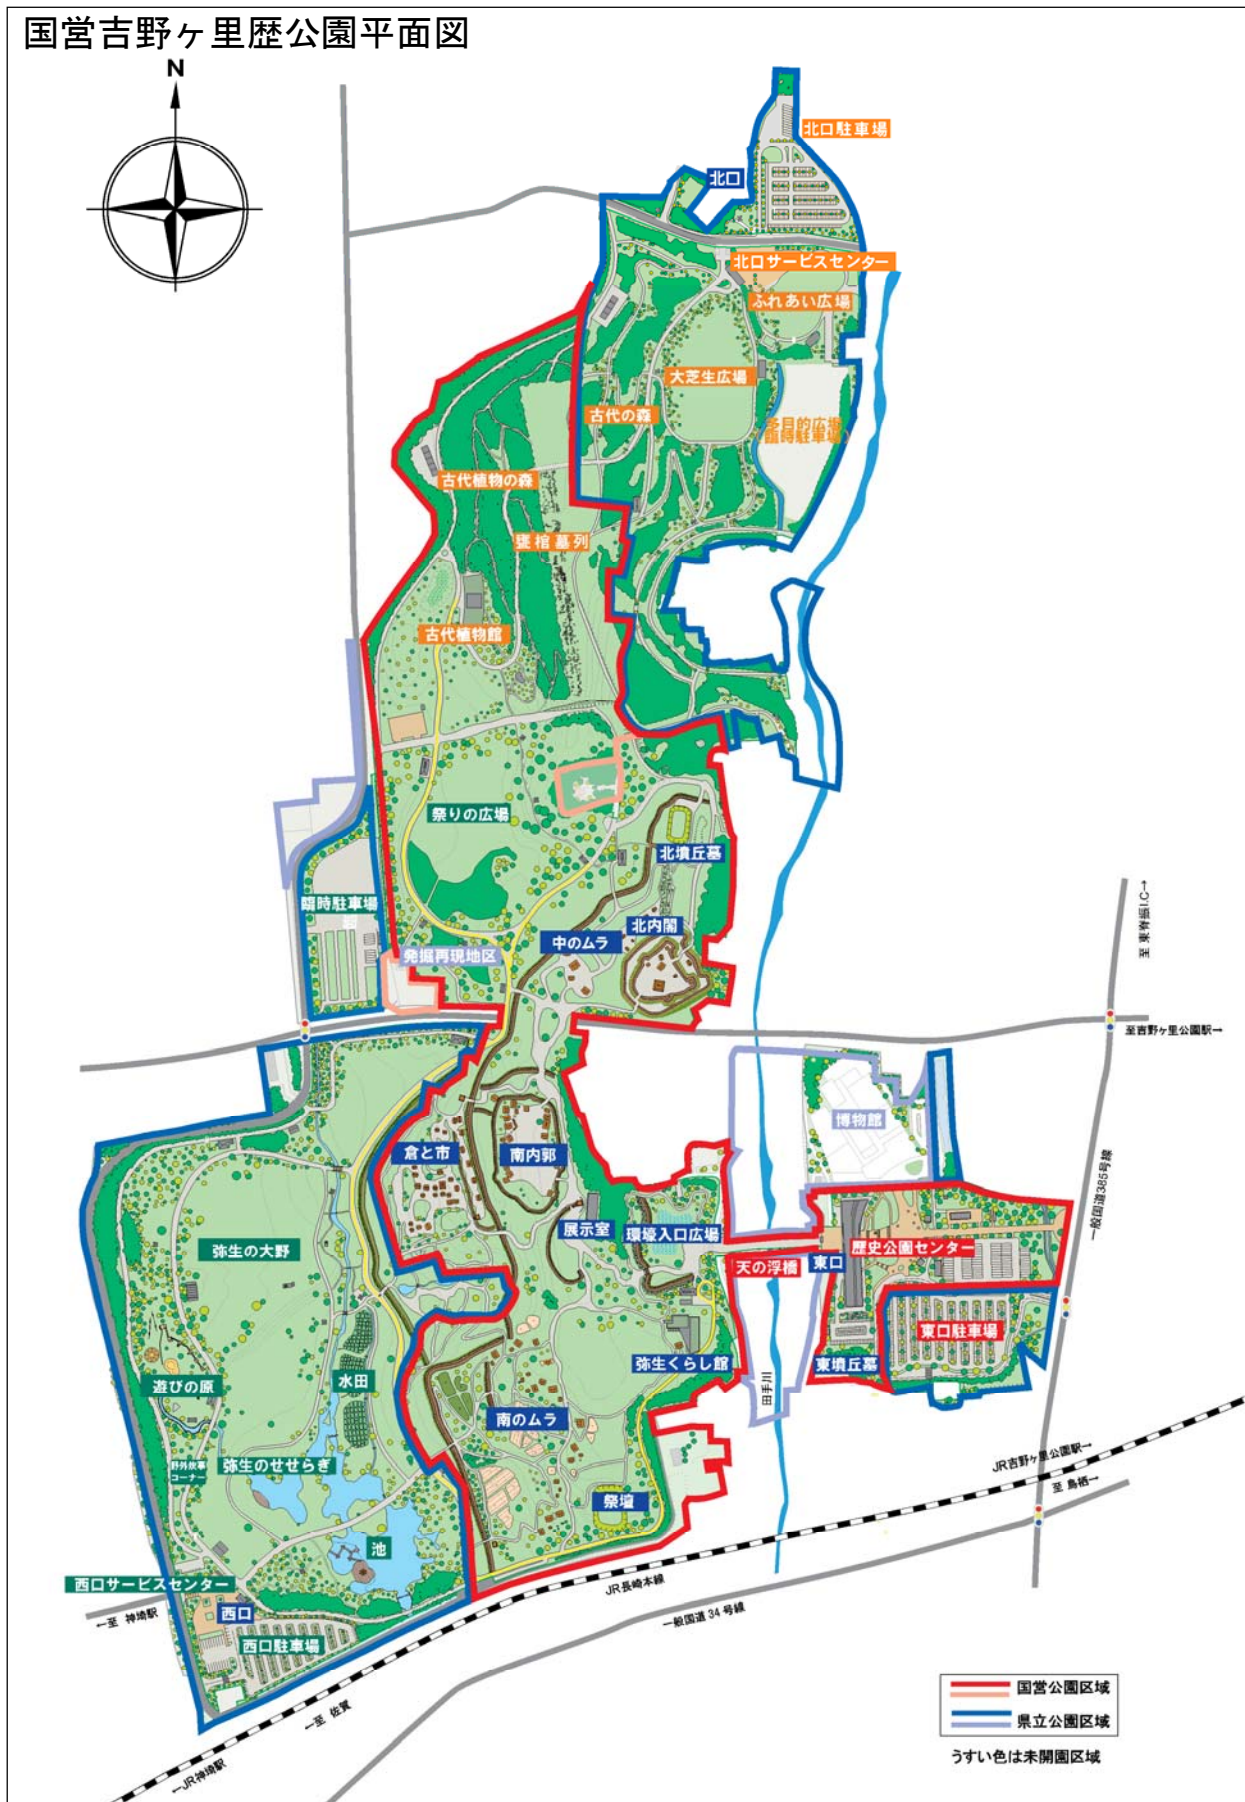 国営吉野ヶ里歴公園平面図
N
北口駐車場
北口
北口サービスセンター
ふれあい広場
大芝生広場
古代の森
多目的広場
(臨時駐車場)
古代植物の森
甕棺墓列
古代植物館
祭りの広場
北墳丘墓
臨時駐車場
北内閣
中のムラ
発掘再現地区
至 東脊振I.C→
至吉野ヶ里公園駅→
博物館
倉と市
南内郭
一般国道385号線
展示室
環壕入口広場
弥生の大野
歴史公園センター
天の浮橋
東口
東口駐車場
弥生くらし館
東墳丘墓
水田
遊びの原
田手川
南のムラ
弥生のせせらぎ
野外炊事
コーナー
JR吉野ヶ里公園駅→
至 鳥栖→
祭壇
池
西口サービスセンター
JR長崎本線
←至 神埼駅
西口
一般国道 34 号線
西口駐車場
国営公園区域
←至 佐賀
県立公園区域
うすい色は未開園区域
←JR神埼駅